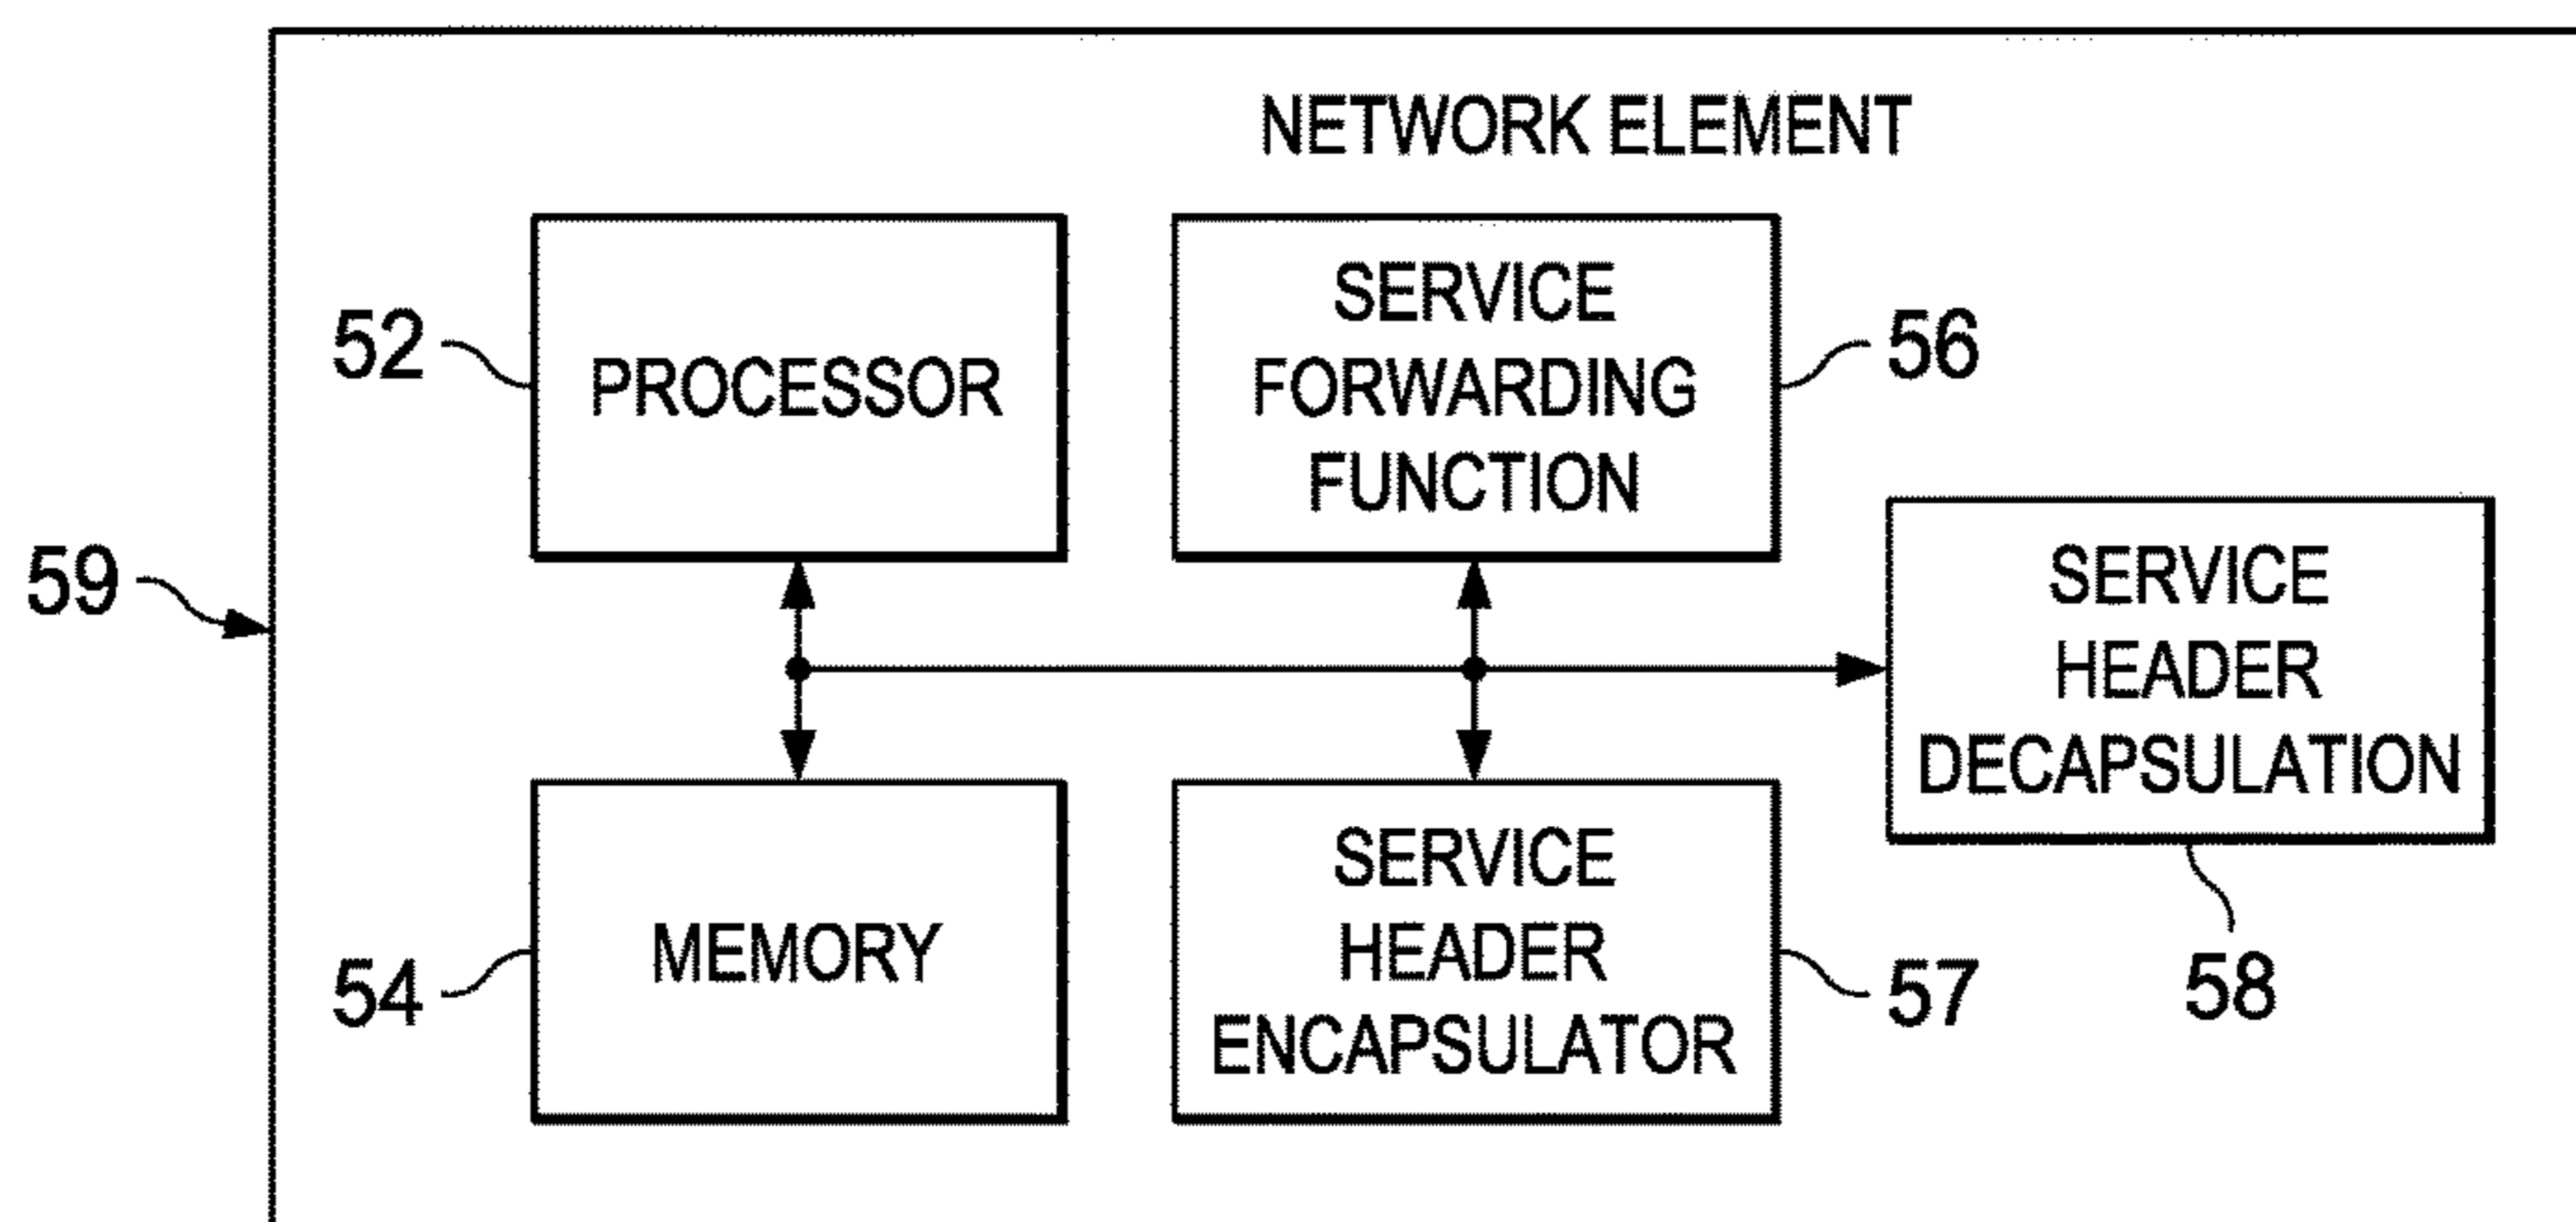 NETWORK ELEMENT
52
PROCESSOR
SERVICE
FORWARDING
FUNCTION
56
59
SERVICE
HEADER
DECAPSULATION
58
54
MEMORY
SERVICE
HEADER
ENCAPSULATOR
57